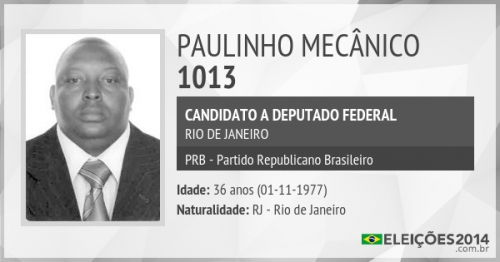 PAULINHO MECÂNICO
1013
CANDIDATO A DEPUTADO FEDERAL
RIO DE JANEIRO
PRB - Partido Republicano Brasileiro
Idade: 36 anos (01-11-1977)
Naturalidade: RJ - Rio de Janeiro
ELEIÇÕES2014
.com.br